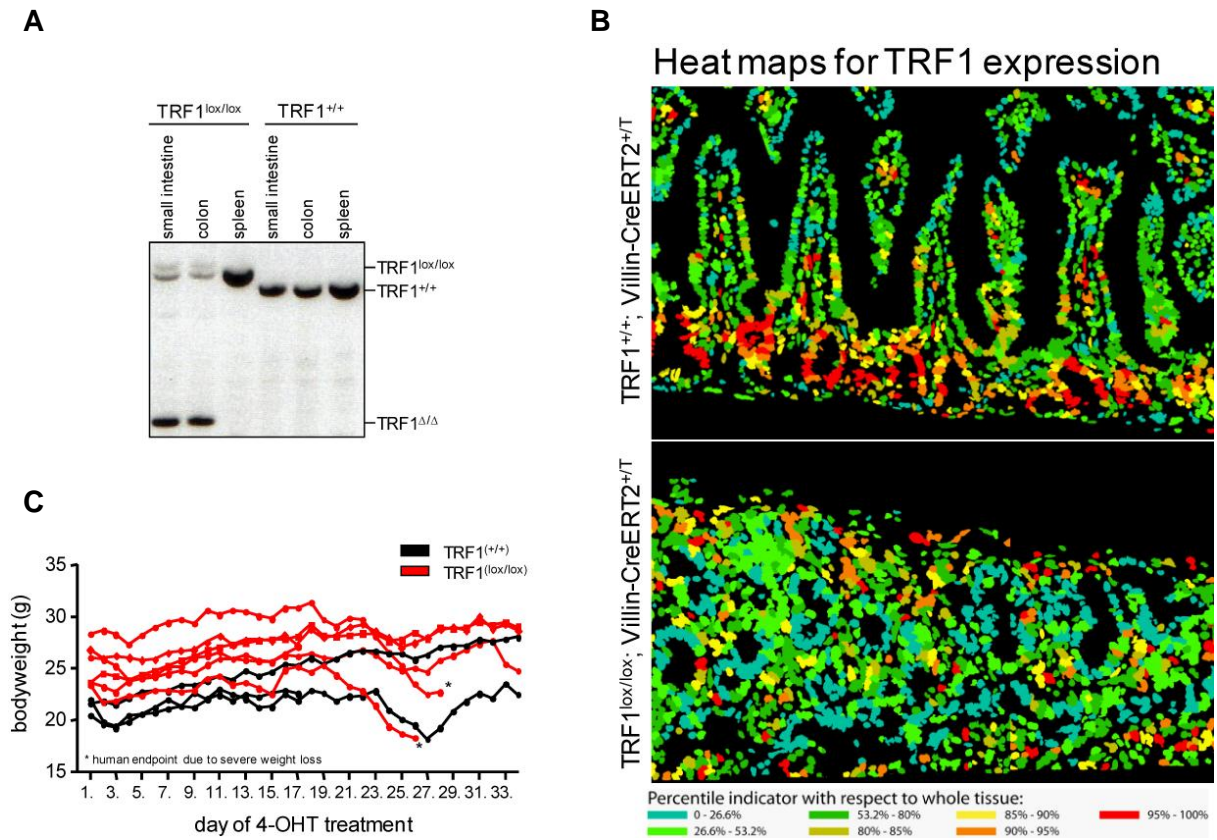 A
TRF1lox/lox TRF1+/+
small intestine
colon
spleen
small intestine
colon
spleen
TRF1lox/lox
TRF1+/+
TRF1Δ/Δ
B
Heat maps for TRF1 expression
TRF1+/+; Villin-CreERT2+/T
TRF1lox/lox; Villin-CreERT2+/T
Percentile indicator with respect to whole tissue:
0 - 26.6% 53.2% - 80% 85% - 90% 95% - 100%
26.6% - 53.2% 80% - 85% 90% - 95%
C
TRF1(+/+)
TRF1(lox/lox)
bodyweight (g)
35
30
25
20
15
*
*
* human endpoint due to severe weight loss
1. 3. 5. 7. 9. 11. 13. 15. 17. 19. 21. 23. 25. 27. 29. 31. 33.
day of 4-OHT treatment